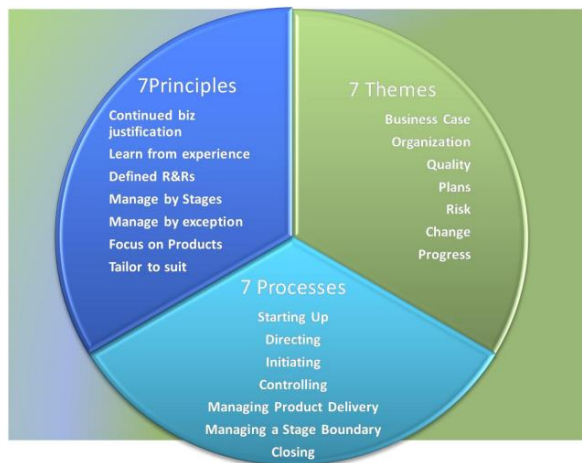 7Principles
Continued biz
justification
Learn from experience
Defined R&Rs
Manage by Stages
Manage by exception
Focus on Products
Tailor to suit
7 Themes
Business Case
Organization
Quality
Plans
Risk
Change
Progress
7 Processes
Starting Up
Directing
Initiating
Controlling
Managing Product Delivery
Managing a Stage Boundary
Closing